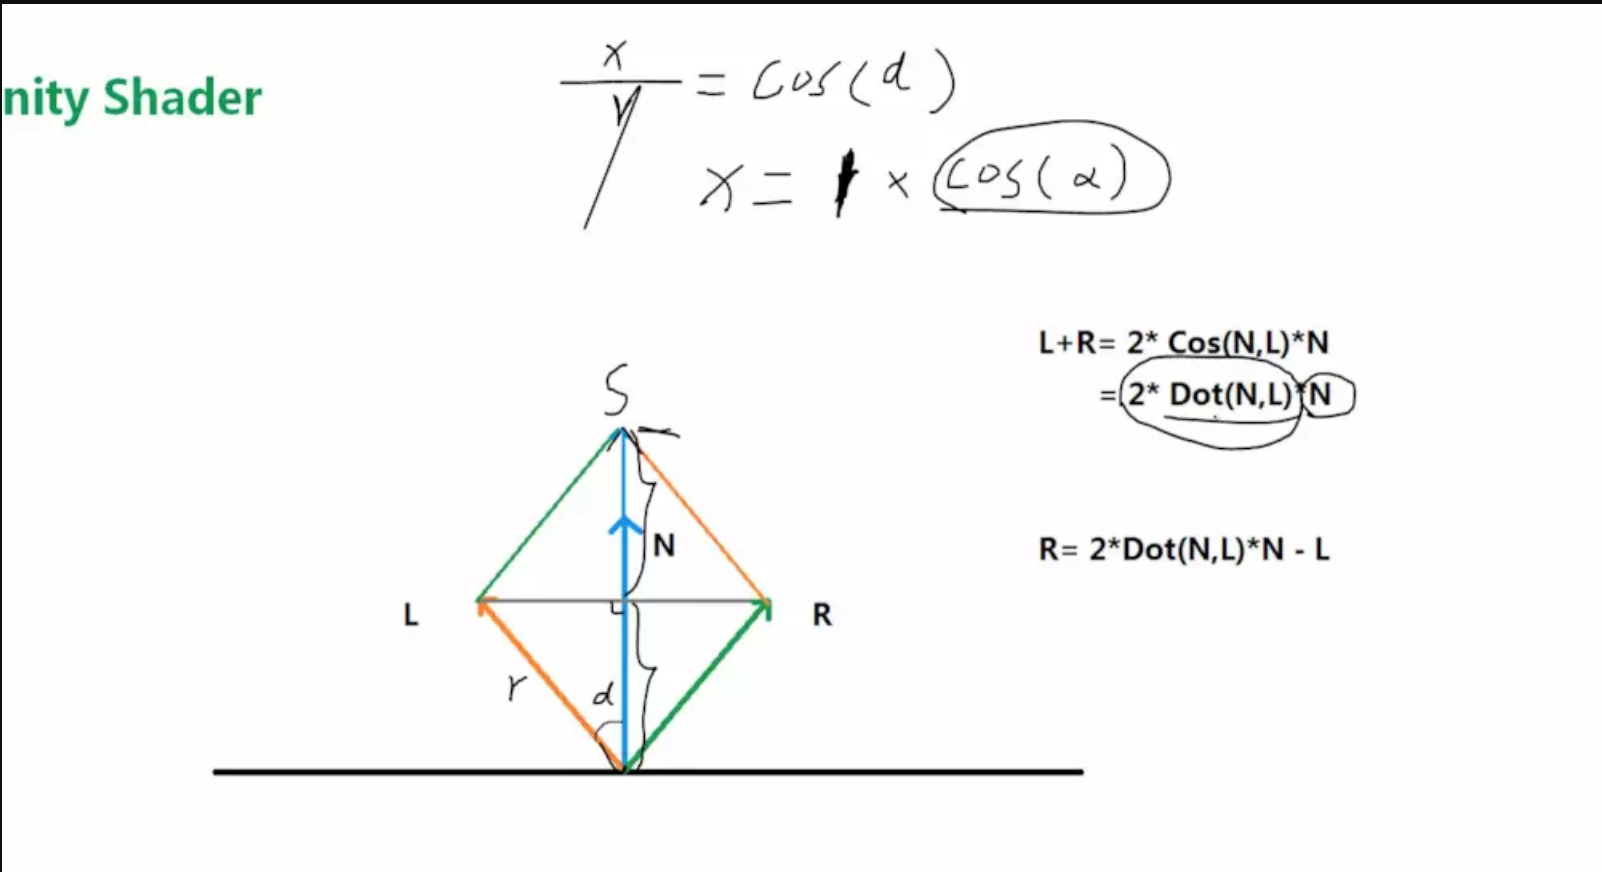 nity Shader
x
r
= cos(α)
x = 1 × cos(α)
L+R= 2* Cos(N,L)*N
= 2* Dot(N,L)*N
S
N
R= 2*Dot(N,L)*N - L
L
R
r
α